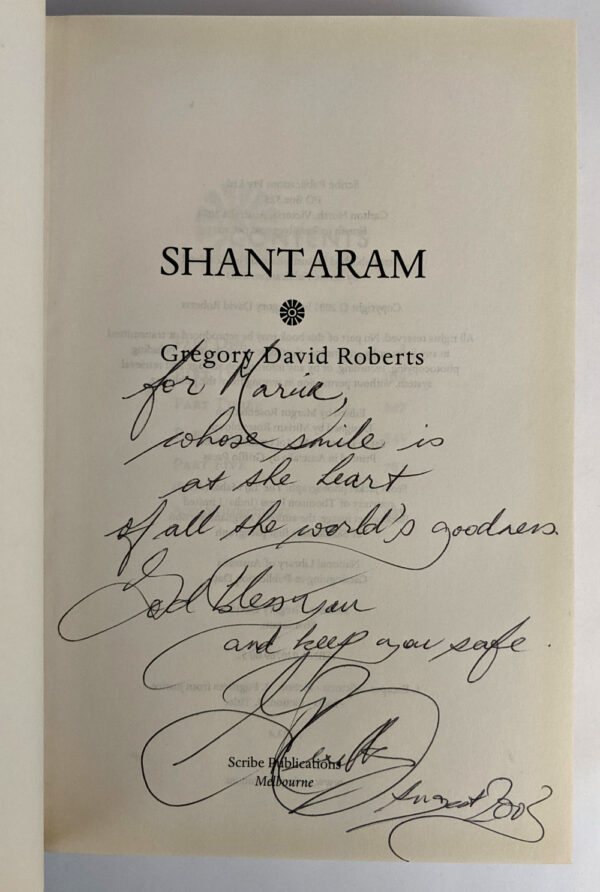 SHANTARAM
Gregory David Roberts
for Maria,
whose smile is
at the heart
of all the world's goodness.
God bless you
and keep you safe.
Scribe Publications
Melbourne
August 2003